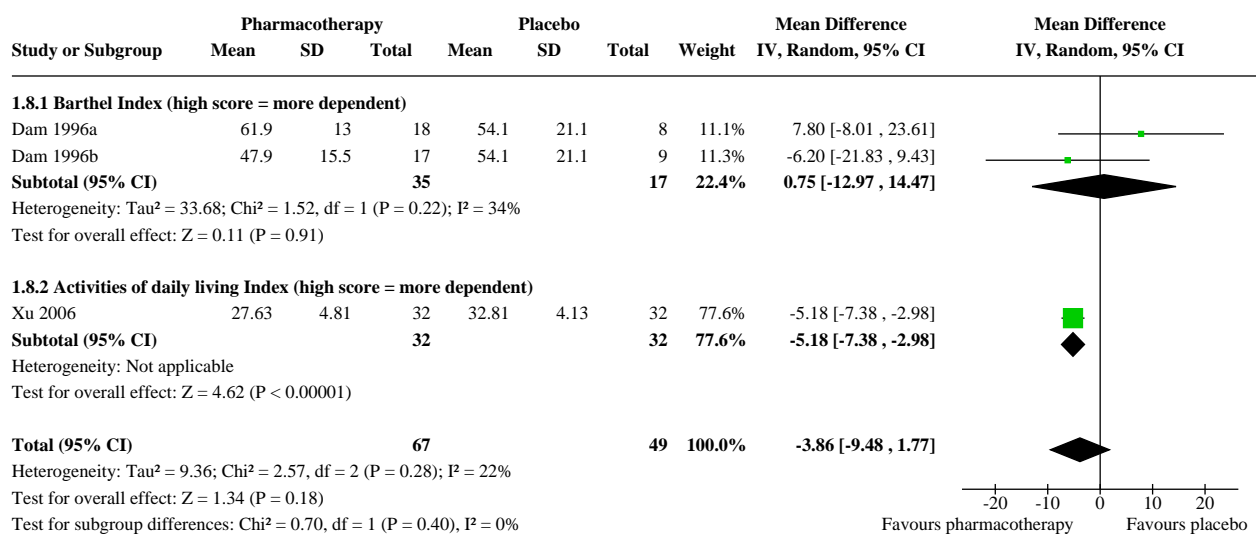 Pharmacotherapy Placebo Mean Difference Mean Difference
Study or Subgroup Mean SD Total Mean SD Total Weight IV, Random, 95% CI IV, Random, 95% CI
1.8.1 Barthel Index (high score = more dependent)
Dam 1996a 61.9 13 18 54.1 21.1 8 11.1% 7.80 [-8.01 , 23.61]
Dam 1996b 47.9 15.5 17 54.1 21.1 9 11.3% -6.20 [-21.83 , 9.43]
Subtotal (95% CI) 35 17 22.4% 0.75 [-12.97 , 14.47]
Heterogeneity: Tau² = 33.68; Chi² = 1.52, df = 1 (P = 0.22); I² = 34%
Test for overall effect: Z = 0.11 (P = 0.91)
1.8.2 Activities of daily living Index (high score = more dependent)
Xu 2006 27.63 4.81 32 32.81 4.13 32 77.6% -5.18 [-7.38 , -2.98]
Subtotal (95% CI) 32 32 77.6% -5.18 [-7.38 , -2.98]
Heterogeneity: Not applicable
Test for overall effect: Z = 4.62 (P < 0.00001)
Total (95% CI) 67 49 100.0% -3.86 [-9.48 , 1.77]
Heterogeneity: Tau² = 9.36; Chi² = 2.57, df = 2 (P = 0.28); I² = 22%
Test for overall effect: Z = 1.34 (P = 0.18)
-20 -10 0 10 20
Test for subgroup differences: Chi² = 0.70, df = 1 (P = 0.40), I² = 0%
Favours pharmacotherapy Favours placebo